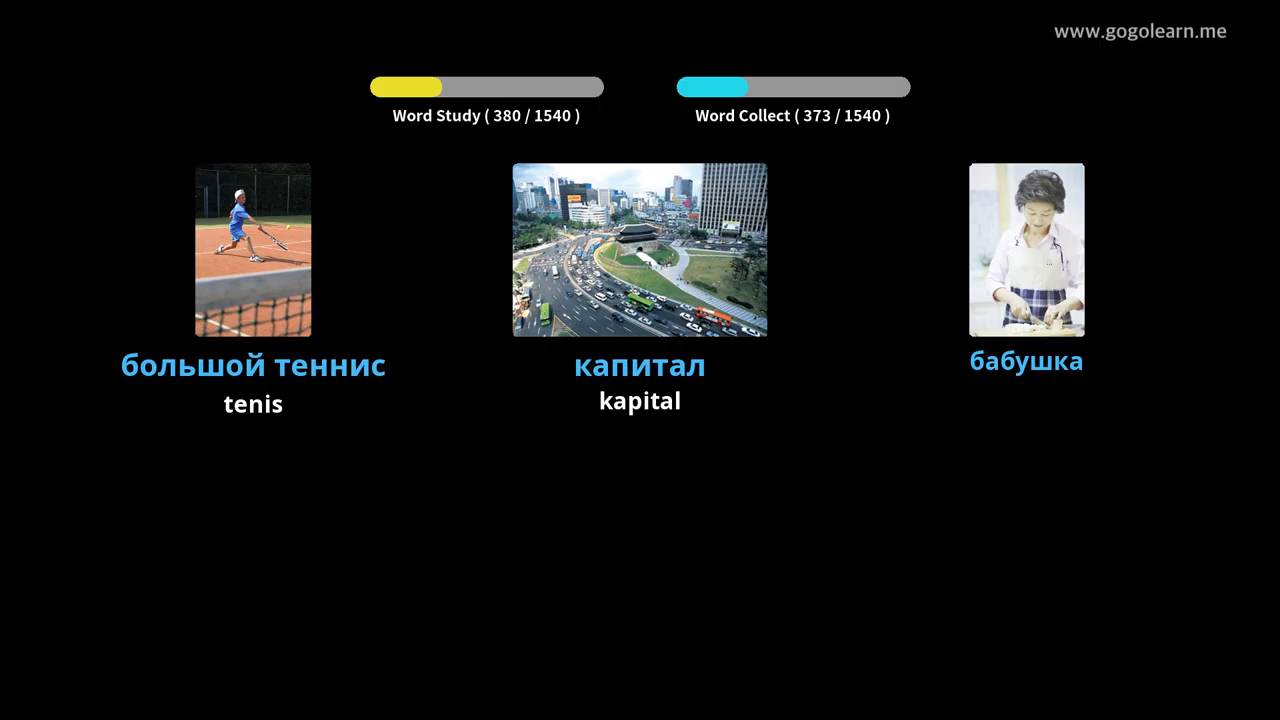 www.gogolearn.me
Word Study ( 380 / 1540 )
Word Collect ( 373 / 1540 )
большой теннис
tenis
капитал
kapital
бабушка